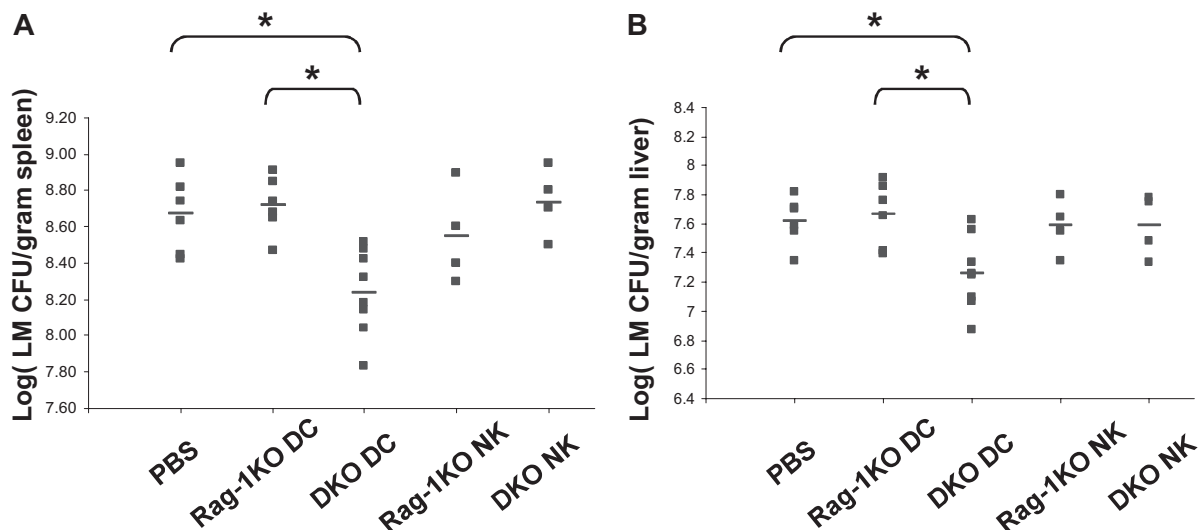 A
*
*
Log( LM CFU/gram spleen)
9.20
9.00
8.80
8.60
8.40
8.20
8.00
7.80
7.60
PBS
Rag-1KO DC
DKO DC
Rag-1KO NK
DKO NK
B
*
*
Log( LM CFU/gram liver)
8.4
8.2
8
7.8
7.6
7.4
7.2
7
6.8
6.6
6.4
PBS
Rag-1KO DC
DKO DC
Rag-1KO NK
DKO NK